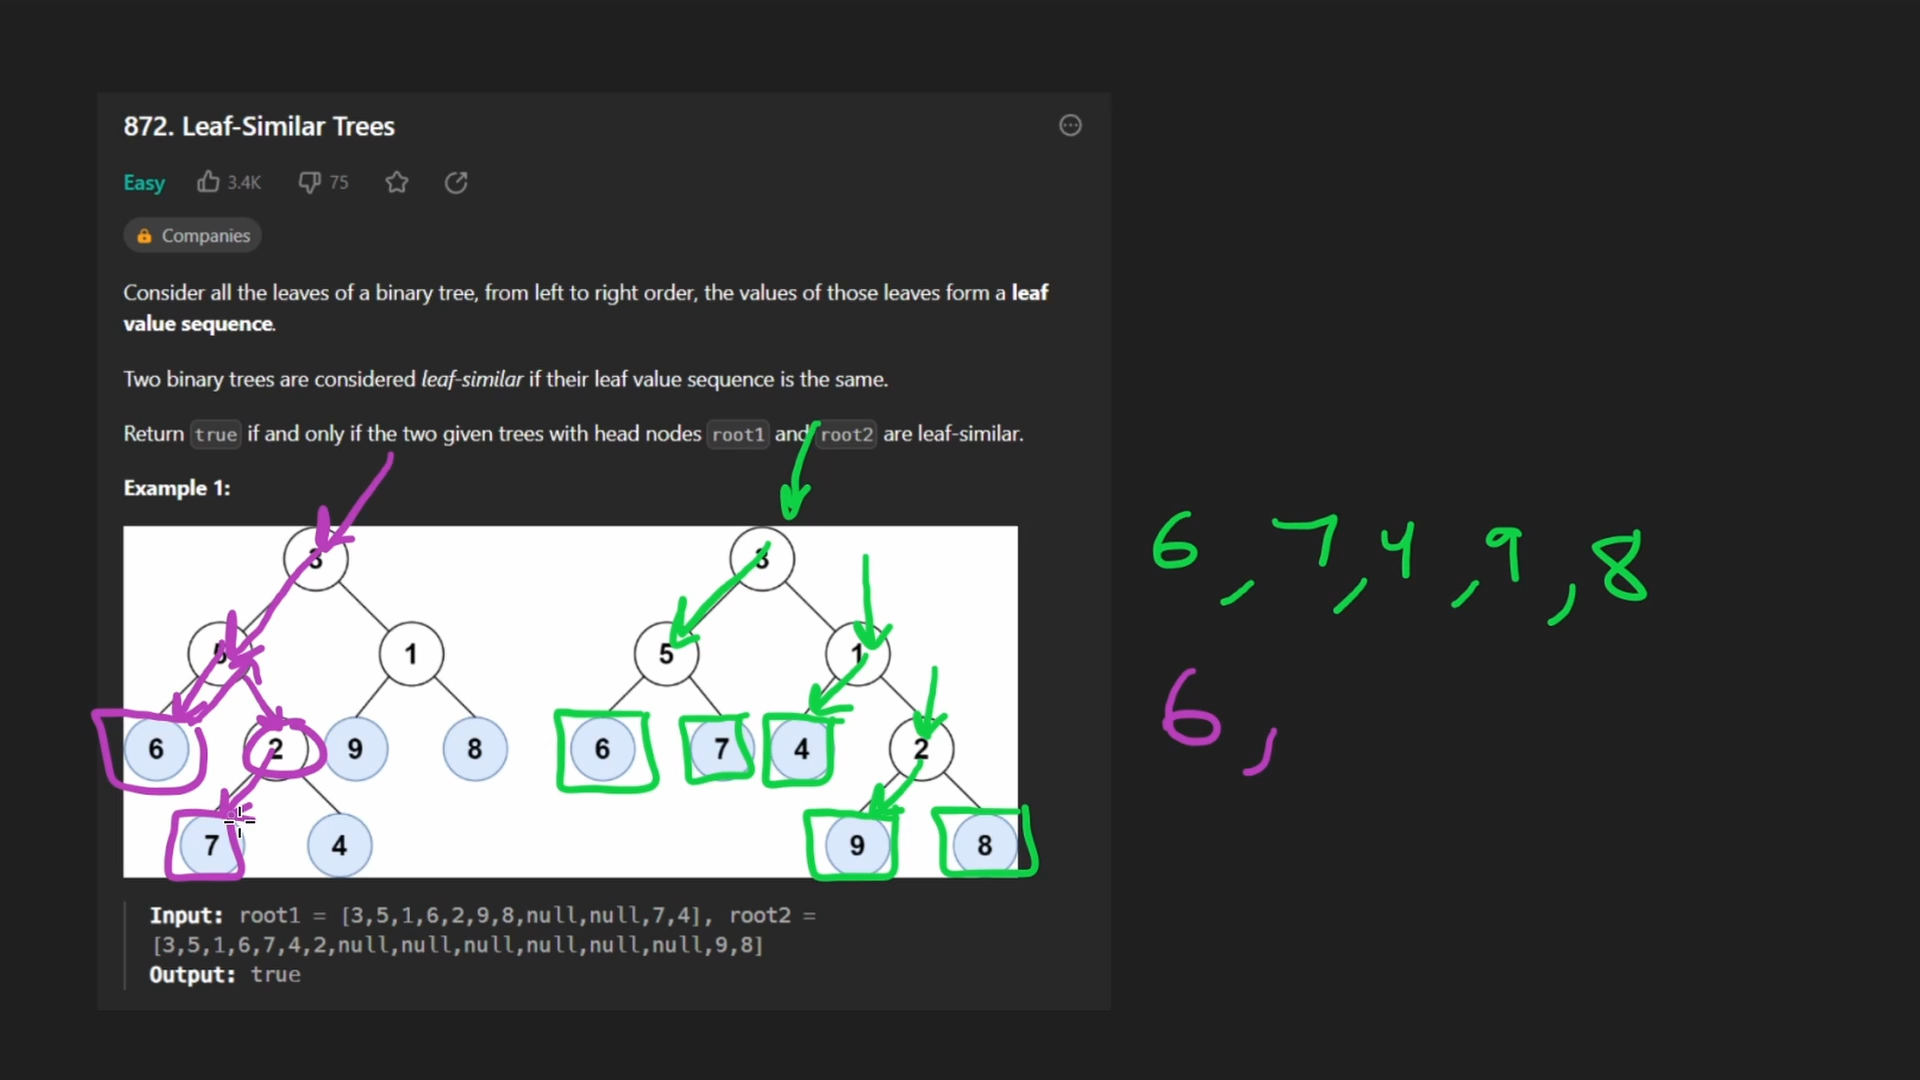 872. Leaf-Similar Trees
Easy 3.4K 75
Companies
Consider all the leaves of a binary tree, from left to right order, the values of those leaves form a leaf
value sequence.
Two binary trees are considered leaf-similar if their leaf value sequence is the same.
Return true if and only if the two given trees with head nodes root1 and root2 are leaf-similar.
Example 1:
3 3
5 1 5 1
6 2 9 8 6 7 4 2
7 4 9 8
Input: root1 = [3,5,1,6,2,9,8,null,null,7,4], root2 =
[3,5,1,6,7,4,2,null,null,null,null,null,null,9,8]
Output: true
6, 7, 4, 9, 8
6,